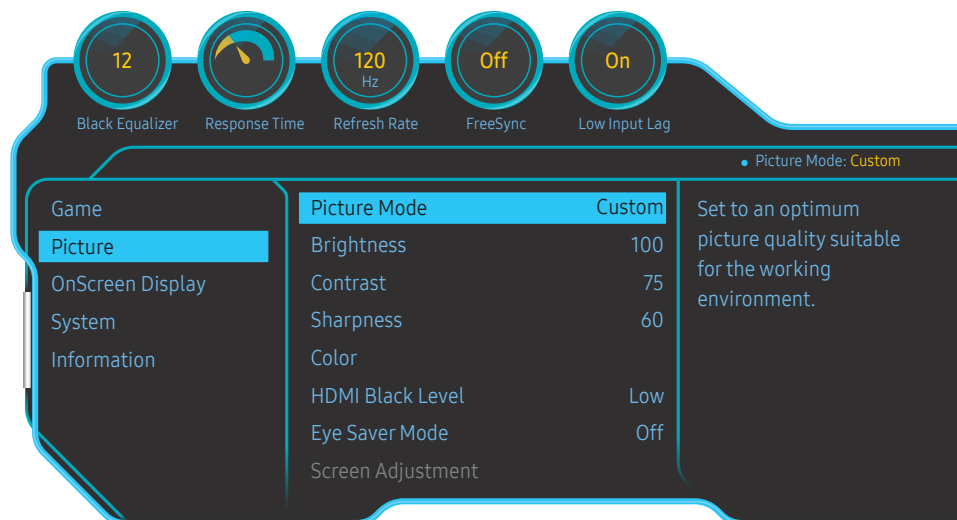 12
120
Hz
Off
On
Black Equalizer
Response Time
Refresh Rate
FreeSync
Low Input Lag
• Picture Mode: Custom
Game
Picture
OnScreen Display
System
Information
Picture Mode Custom
Brightness 100
Contrast 75
Sharpness 60
Color
HDMI Black Level Low
Eye Saver Mode Off
Screen Adjustment
Set to an optimum
picture quality suitable
for the working
environment.